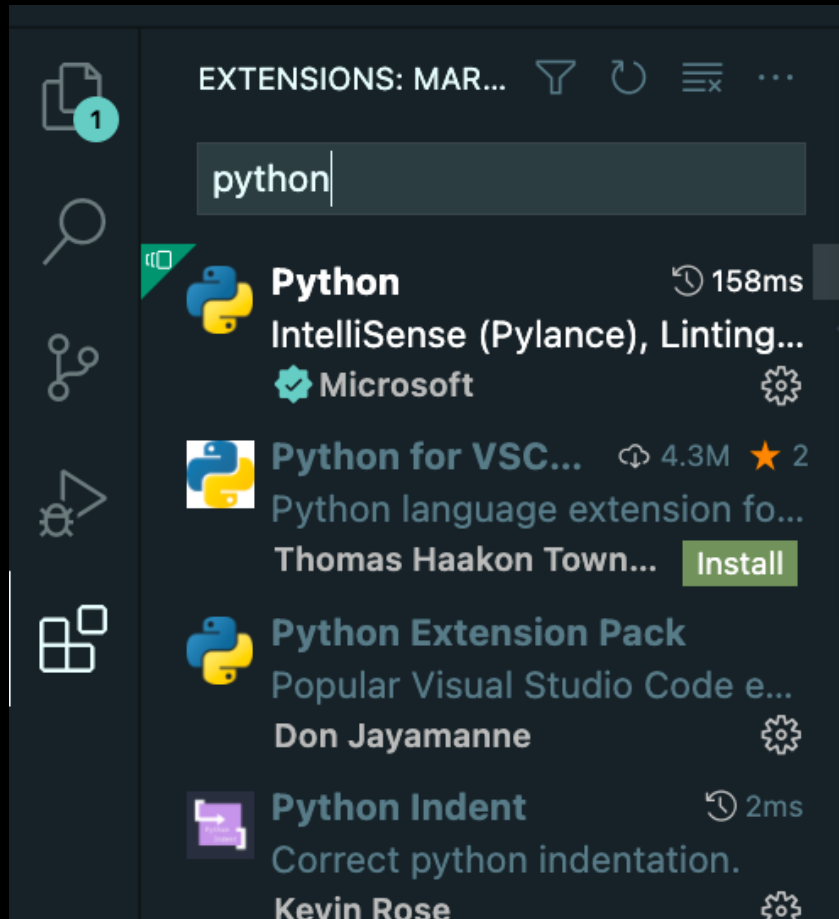 EXTENSIONS: MAR...
1
python
Python 158ms
IntelliSense (Pylance), Linting...
Microsoft
Python for VSC... 4.3M 2
Python language extension fo...
Thomas Haakon Town... Install
Python Extension Pack
Popular Visual Studio Code e...
Don Jayamanne
Python Indent 2ms
Correct python indentation.
Kevin Rose